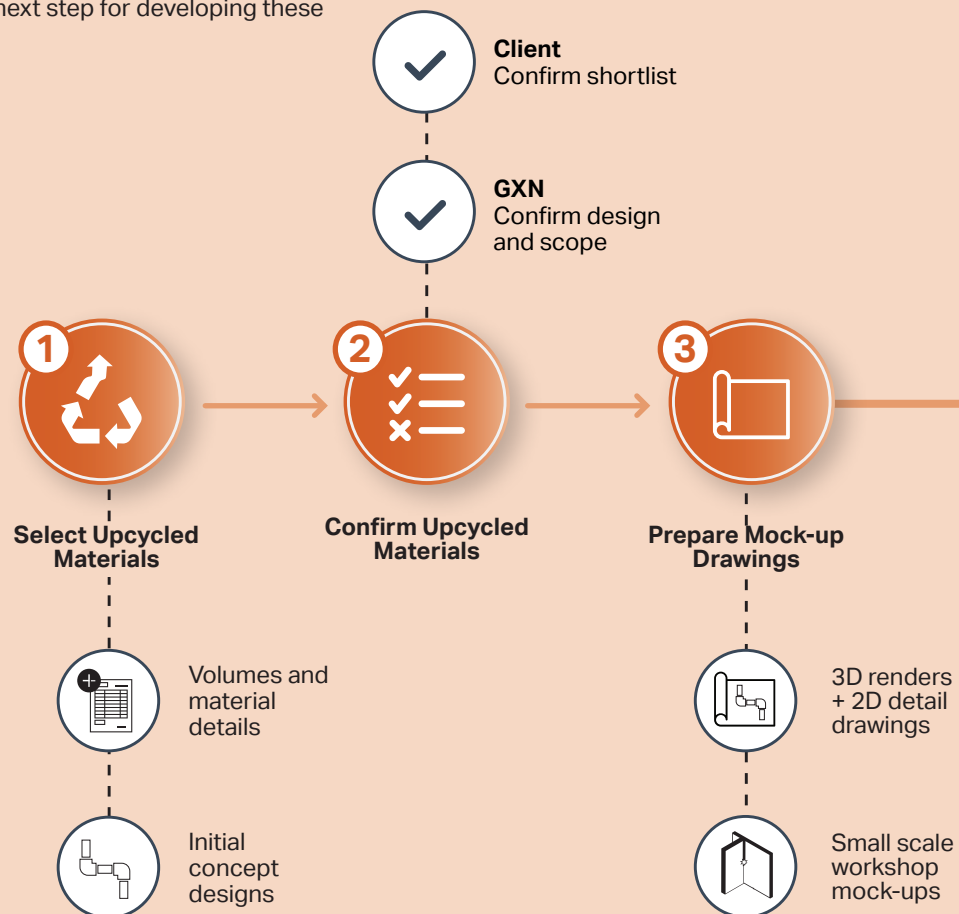 next step for developing these
Client
Confirm shortlist
GXN
Confirm design
and scope
1
2
3
Select Upcycled
Materials
Confirm Upcycled
Materials
Prepare Mock-up
Drawings
Volumes and
material
details
3D renders
+ 2D detail
drawings
Initial
concept
designs
Small scale
workshop
mock-ups